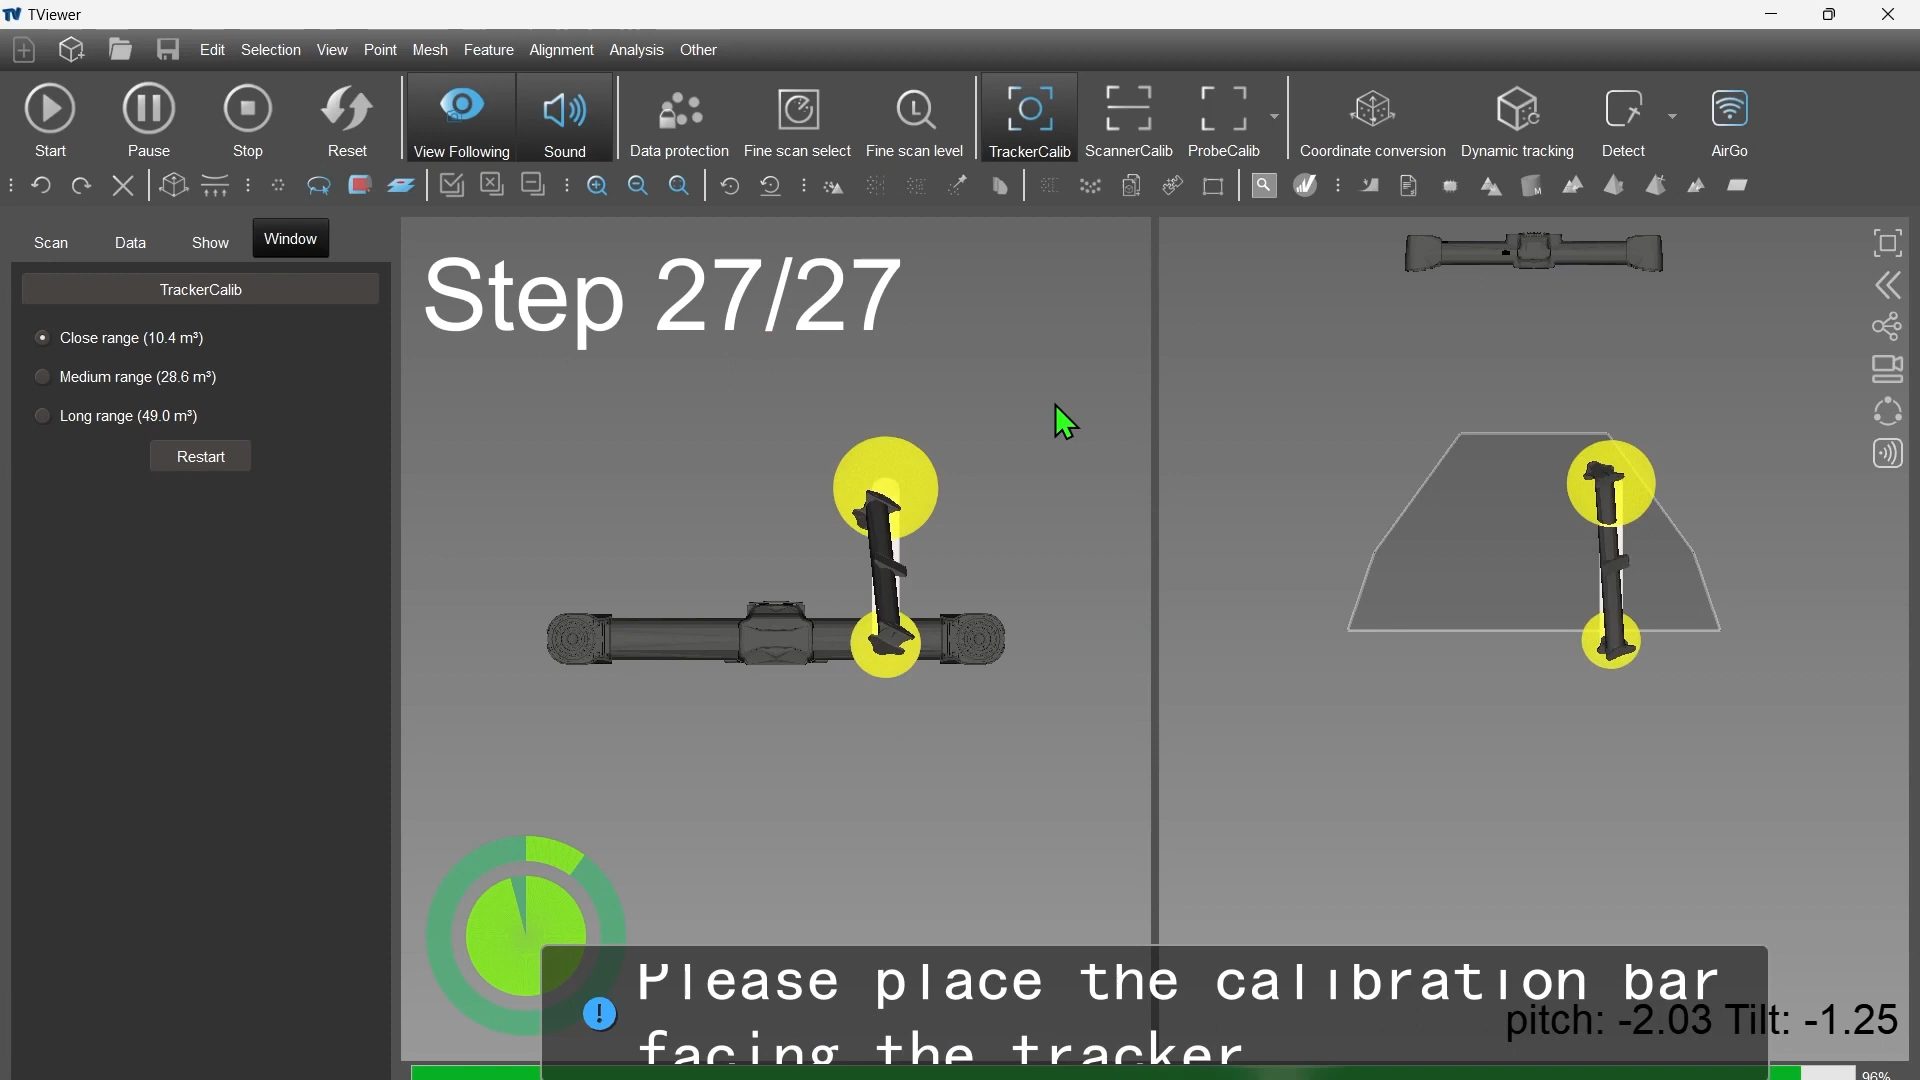 TViewer
Edit Selection View Point Mesh Feature Alignment Analysis Other
Start Pause Stop Reset View Following Sound Data protection Fine scan select Fine scan level TrackerCalib ScannerCalib ProbeCalib Coordinate conversion Dynamic tracking Detect AirGo
Scan Data Show Window
TrackerCalib
Close range (10.4 m³)
Medium range (28.6 m³)
Long range (49.0 m³)
Restart
Step 27/27
Please place the calibration bar
facing the tracker
pitch: -2.03 Tilt: -1.25
96%